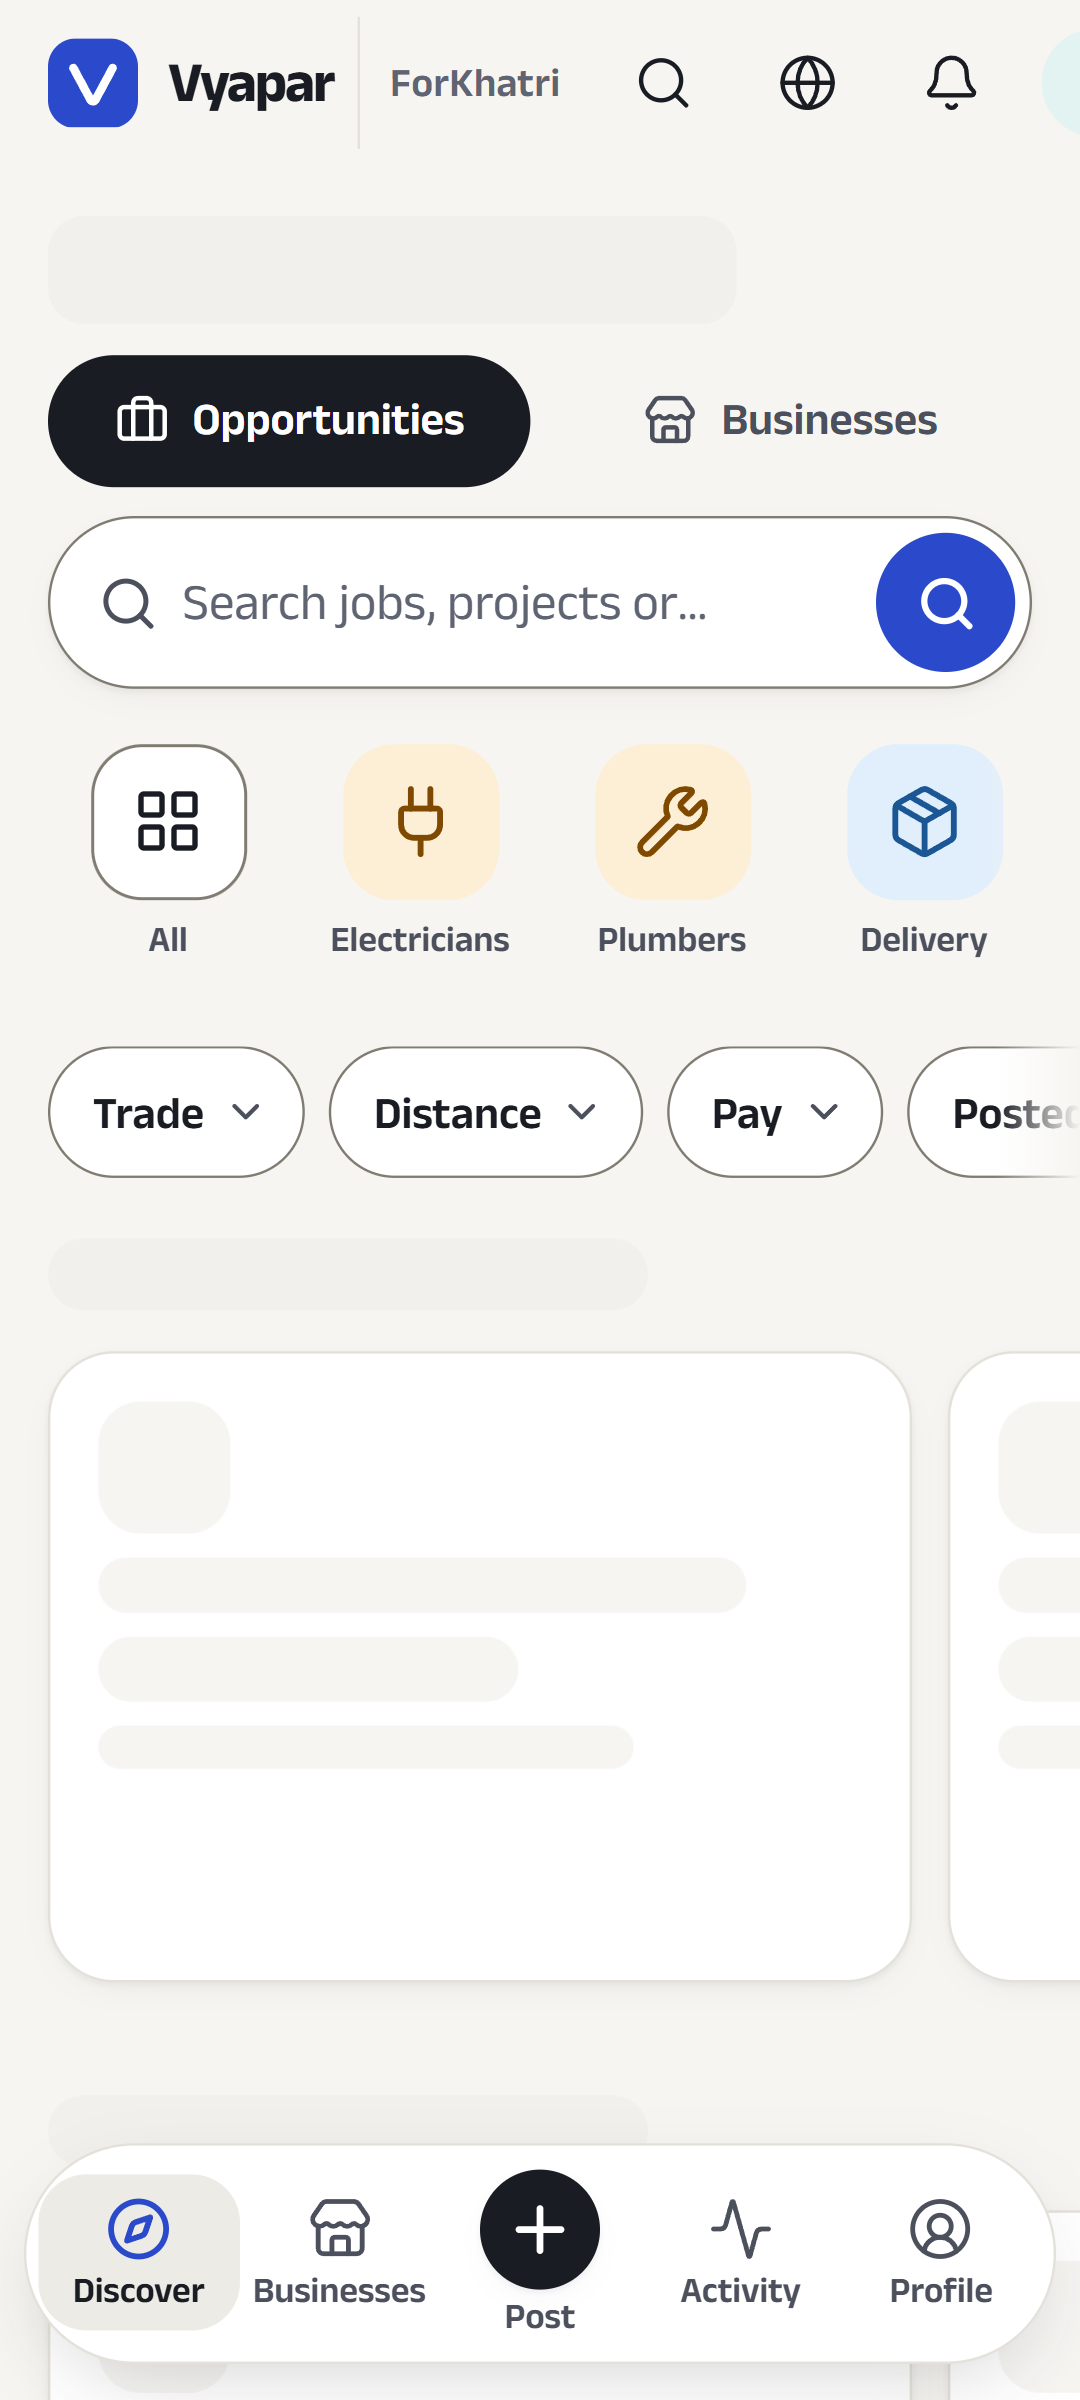 Vyapar
ForKhatri
Opportunities
Businesses
Search jobs, projects or...
All
Electricians
Plumbers
Delivery
Trade
Distance
Pay
Posted
Discover
Businesses
Post
Activity
Profile